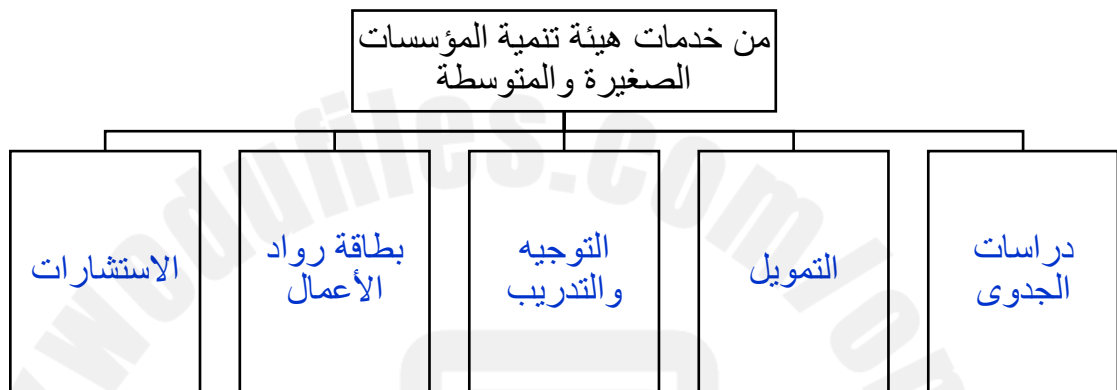 من خدمات هيئة تنمية المؤسسات
الصغيرة والمتوسطة
دراسات
الجدوى
التمويل
التوجيه
والتدريب
بطاقة رواد
الأعمال
الاستشارات